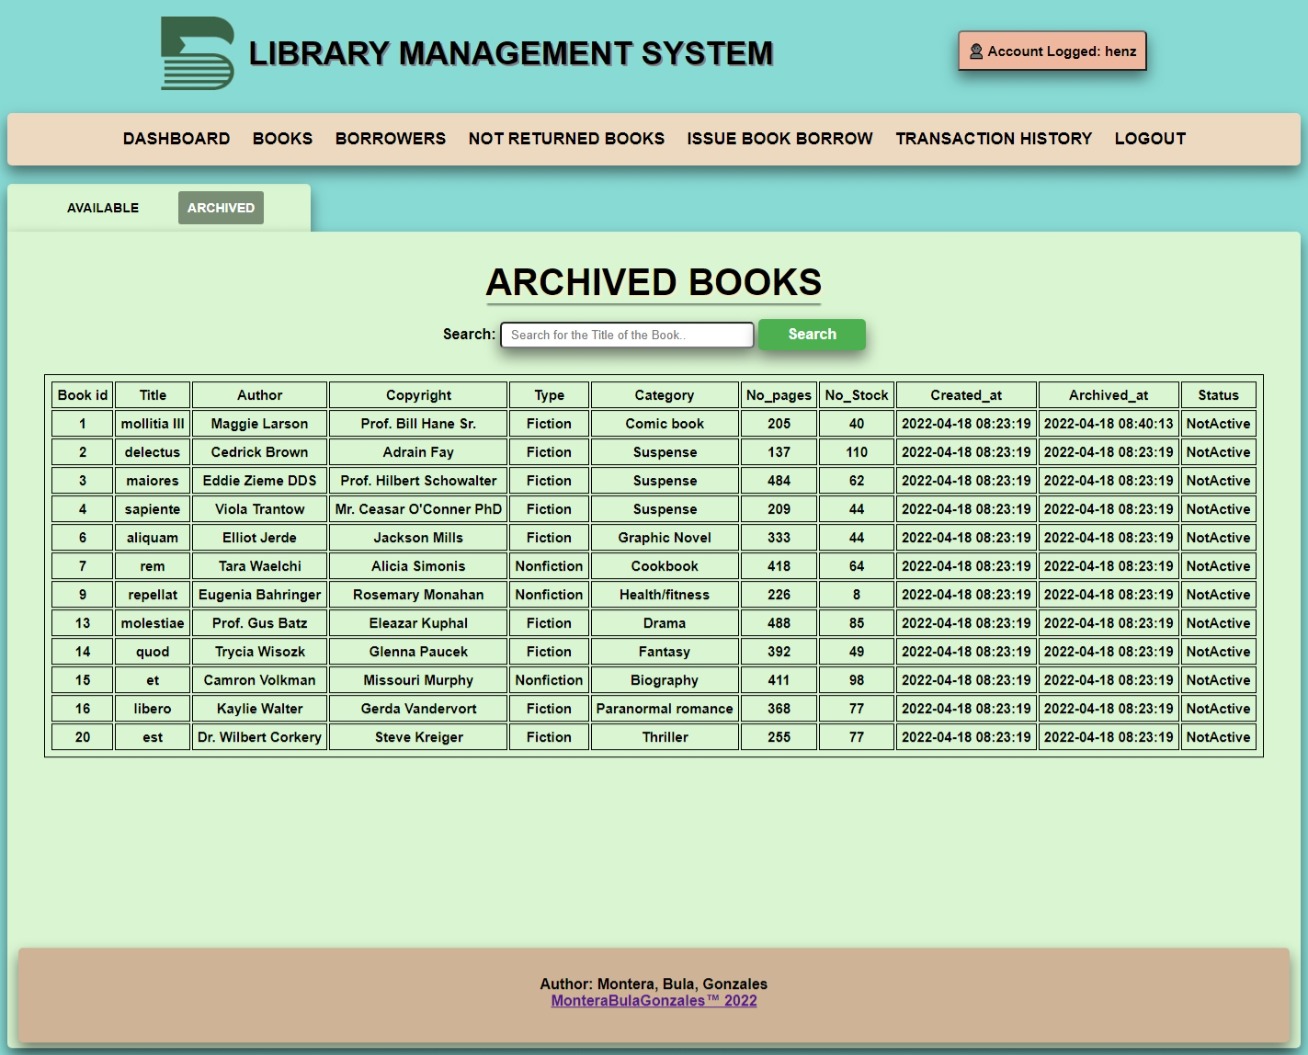 LIBRARY MANAGEMENT SYSTEM
Account Logged: henz
DASHBOARD BOOKS BORROWERS NOT RETURNED BOOKS ISSUE BOOK BORROW TRANSACTION HISTORY LOGOUT
AVAILABLE ARCHIVED
ARCHIVED BOOKS
Search: Search for the Title of the Book.. Search
Book id Title Author Copyright Type Category No_pages No_Stock Created_at Archived_at Status
1 mollitia III Maggie Larson Prof. Bill Hane Sr. Fiction Comic book 205 40 2022-04-18 08:23:19 2022-04-18 08:40:13 NotActive
2 delectus Cedrick Brown Adrain Fay Fiction Suspense 137 110 2022-04-18 08:23:19 2022-04-18 08:23:19 NotActive
3 maiores Eddie Zieme DDS Prof. Hilbert Schowalter Fiction Suspense 484 62 2022-04-18 08:23:19 2022-04-18 08:23:19 NotActive
4 sapiente Viola Trantow Mr. Ceasar O'Conner PhD Fiction Suspense 209 44 2022-04-18 08:23:19 2022-04-18 08:23:19 NotActive
6 aliquam Elliot Jerde Jackson Mills Fiction Graphic Novel 333 44 2022-04-18 08:23:19 2022-04-18 08:23:19 NotActive
7 rem Tara Waelchi Alicia Simonis Nonfiction Cookbook 418 64 2022-04-18 08:23:19 2022-04-18 08:23:19 NotActive
9 repellat Eugenia Bahringer Rosemary Monahan Nonfiction Health/fitness 226 8 2022-04-18 08:23:19 2022-04-18 08:23:19 NotActive
13 molestiae Prof. Gus Batz Eleazar Kuphal Fiction Drama 488 85 2022-04-18 08:23:19 2022-04-18 08:23:19 NotActive
14 quod Trycia Wisozk Glenna Paucek Fiction Fantasy 392 49 2022-04-18 08:23:19 2022-04-18 08:23:19 NotActive
15 et Camron Volkman Missouri Murphy Nonfiction Biography 411 98 2022-04-18 08:23:19 2022-04-18 08:23:19 NotActive
16 libero Kaylie Walter Gerda Vandervort Fiction Paranormal romance 368 77 2022-04-18 08:23:19 2022-04-18 08:23:19 NotActive
20 est Dr. Wilbert Corkery Steve Kreiger Fiction Thriller 255 77 2022-04-18 08:23:19 2022-04-18 08:23:19 NotActive
Author: Montera, Bula, Gonzales
MonteraBulaGonzales™ 2022